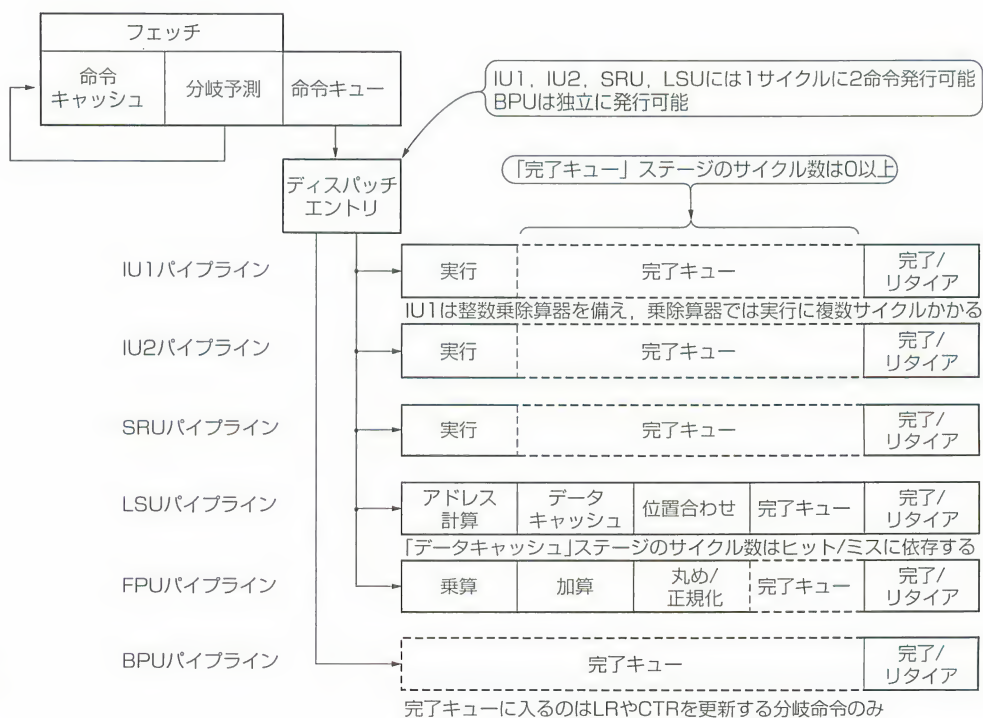 フェッチ
命令
キャッシュ
分岐予測
命令キュー
IU1，IU2，SRU，LSUには1サイクルに2命令発行可能
BPUは独立に発行可能
ディスパッチ
エントリ
「完了キュー」ステージのサイクル数は0以上
IU1パイプライン
実行
完了キュー
完了/
リタイア
IU1は整数乗除算器を備え，乗除算器では実行に複数サイクルかかる
IU2パイプライン
実行
完了キュー
完了/
リタイア
SRUパイプライン
実行
完了キュー
完了/
リタイア
LSUパイプライン
アドレス
計算
データ
キャッシュ
位置合わせ
完了キュー
完了/
リタイア
「データキャッシュ」ステージのサイクル数はヒット/ミスに依存する
FPUパイプライン
乗算
加算
丸め/
正規化
完了キュー
完了/
リタイア
BPUパイプライン
完了キュー
完了/
リタイア
完了キューに入るのはLRやCTRを更新する分岐命令のみ